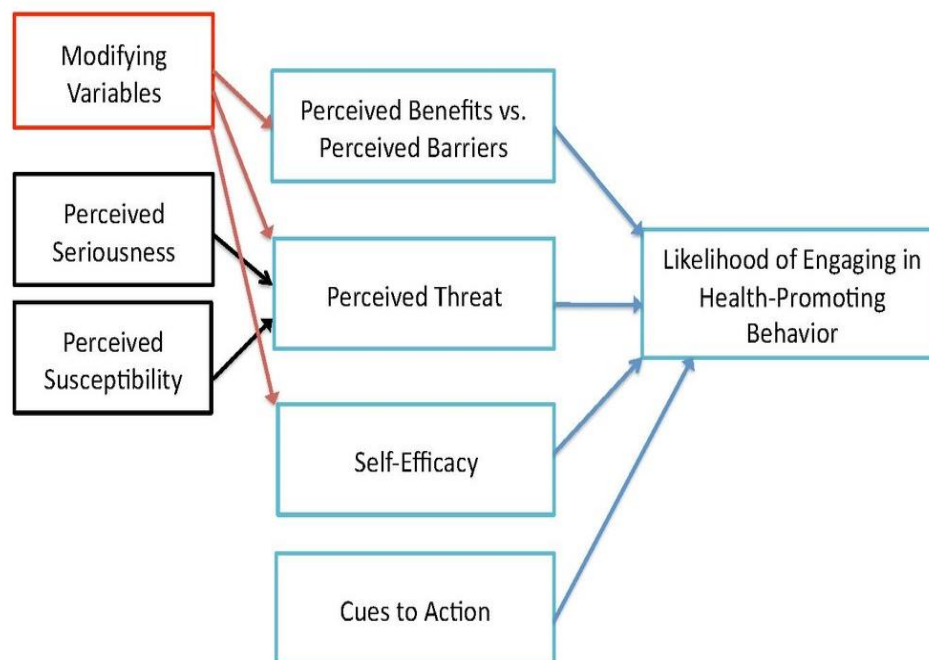 Modifying
Variables
Perceived Benefits vs.
Perceived Barriers
Perceived
Seriousness
Perceived Threat
Likelihood of Engaging in
Health-Promoting
Behavior
Perceived
Susceptibility
Self-Efficacy
Cues to Action